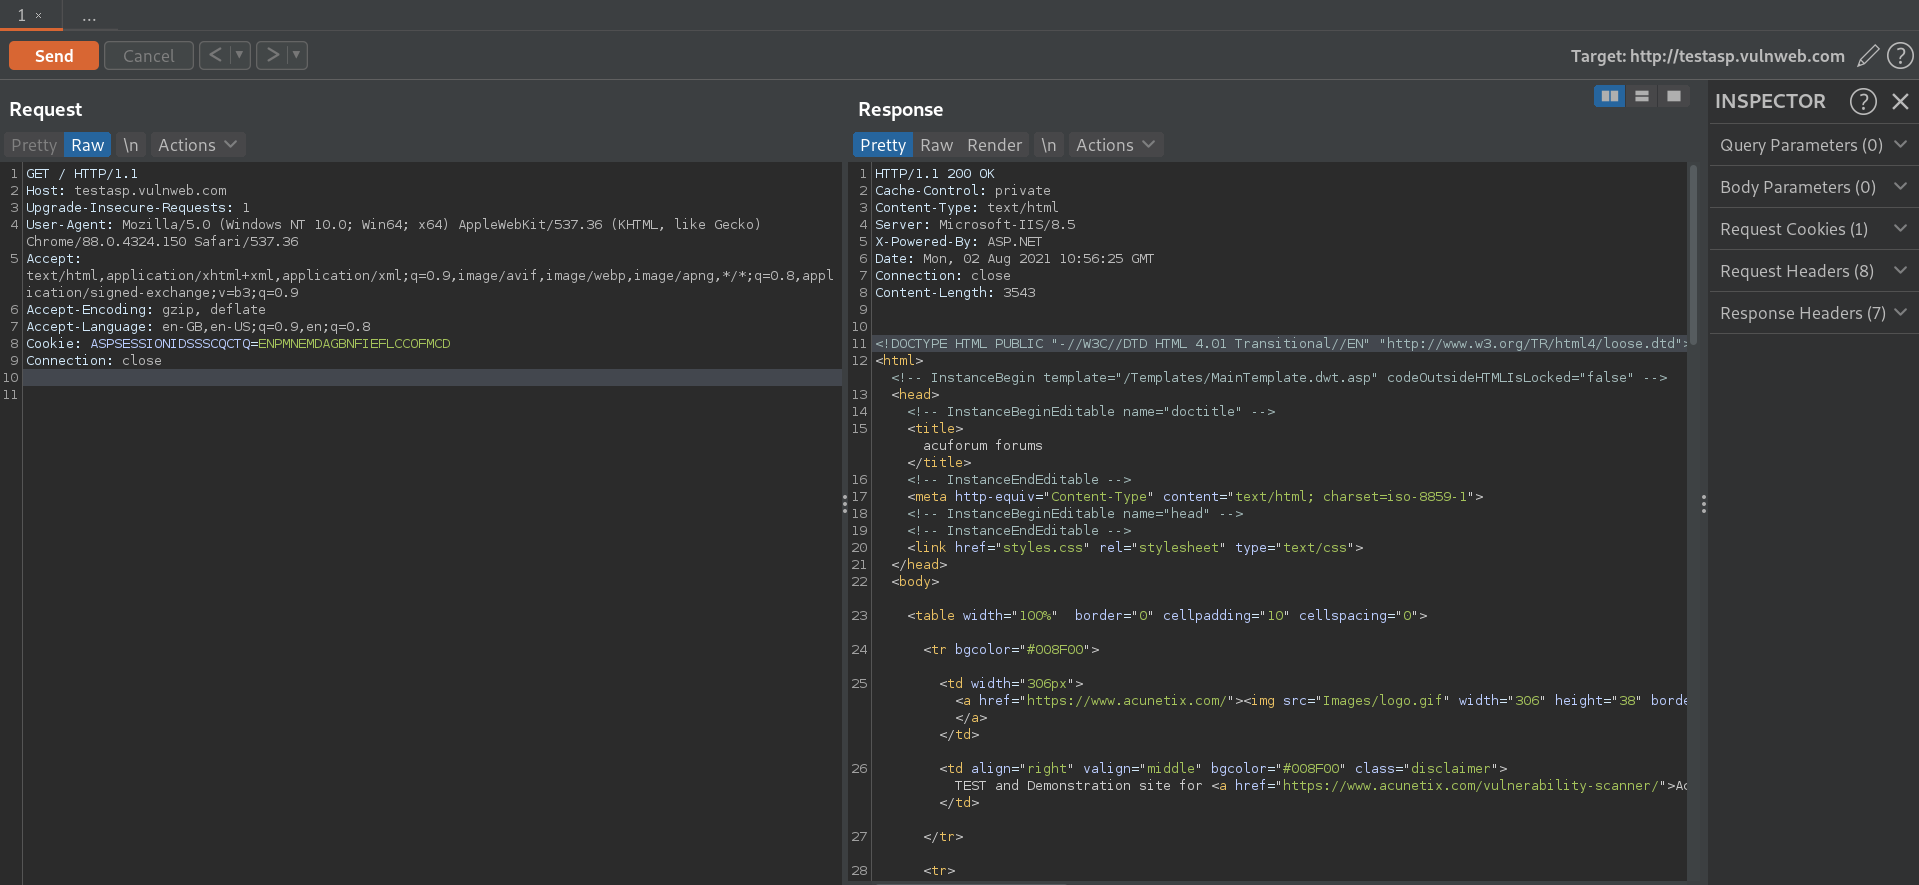 1 × ...
Send Cancel < ▼ > ▼ Target: http://testasp.vulnweb.com ?
Request
Pretty Raw \n Actions
1 GET / HTTP/1.1
2 Host: testasp.vulnweb.com
3 Upgrade-Insecure-Requests: 1
4 User-Agent: Mozilla/5.0 (Windows NT 10.0; Win64; x64) AppleWebKit/537.36 (KHTML, like Gecko)
Chrome/88.0.4324.150 Safari/537.36
5 Accept:
text/html,application/xhtml+xml,application/xml;q=0.9,image/avif,image/webp,image/apng,*/*;q=0.8,appl
ication/signed-exchange;v=b3;q=0.9
6 Accept-Encoding: gzip, deflate
7 Accept-Language: en-GB,en-US;q=0.9,en;q=0.8
8 Cookie: ASPSESSIONIDSSSCQCTQ=ENPMNEMDAGBNFIEFLCCOFMCD
9 Connection: close
10
11
Response
Pretty Raw Render \n Actions
1 HTTP/1.1 200 OK
2 Cache-Control: private
3 Content-Type: text/html
4 Server: Microsoft-IIS/8.5
5 X-Powered-By: ASP.NET
6 Date: Mon, 02 Aug 2021 10:56:25 GMT
7 Connection: close
8 Content-Length: 3543
9
10
11 <!DOCTYPE HTML PUBLIC "-//W3C//DTD HTML 4.01 Transitional//EN" "http://www.w3.org/TR/html4/loose.dtd">
12 <html>
<!-- InstanceBegin template="/Templates/MainTemplate.dwt.asp" codeOutsideHTMLIsLocked="false" -->
13 <head>
14 <!-- InstanceBeginEditable name="doctitle" -->
15 <title>
acuforum forums
</title>
16 <!-- InstanceEndEditable -->
17 <meta http-equiv="Content-Type" content="text/html; charset=iso-8859-1">
18 <!-- InstanceBeginEditable name="head" -->
19 <!-- InstanceEndEditable -->
20 <link href="styles.css" rel="stylesheet" type="text/css">
21 </head>
22 <body>
23 <table width="100%"  border="0" cellpadding="10" cellspacing="0">
24 <tr bgcolor="#008F00">
25 <td width="306px">
<a href="https://www.acunetix.com/"><img src="Images/logo.gif" width="306" height="38" borde
</a>
</td>
26 <td align="right" valign="middle" bgcolor="#008F00" class="disclaimer">
TEST and Demonstration site for <a href="https://www.acunetix.com/vulnerability-scanner/">Ac
</td>
27 </tr>
28 <tr>
INSPECTOR ? ×
Query Parameters (0)
Body Parameters (0)
Request Cookies (1)
Request Headers (8)
Response Headers (7)